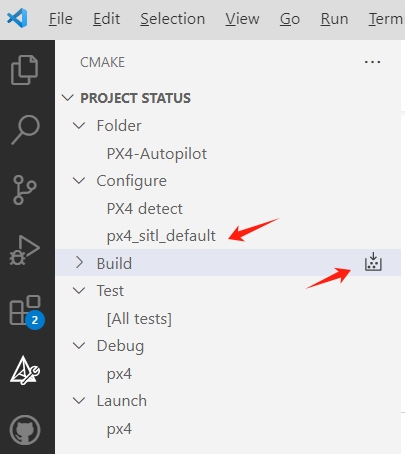 File Edit Selection View Go Run Term
CMAKE
PROJECT STATUS
Folder
PX4-Autopilot
Configure
PX4 detect
px4_sitl_default
Build
Test
[All tests]
2
Debug
px4
Launch
px4